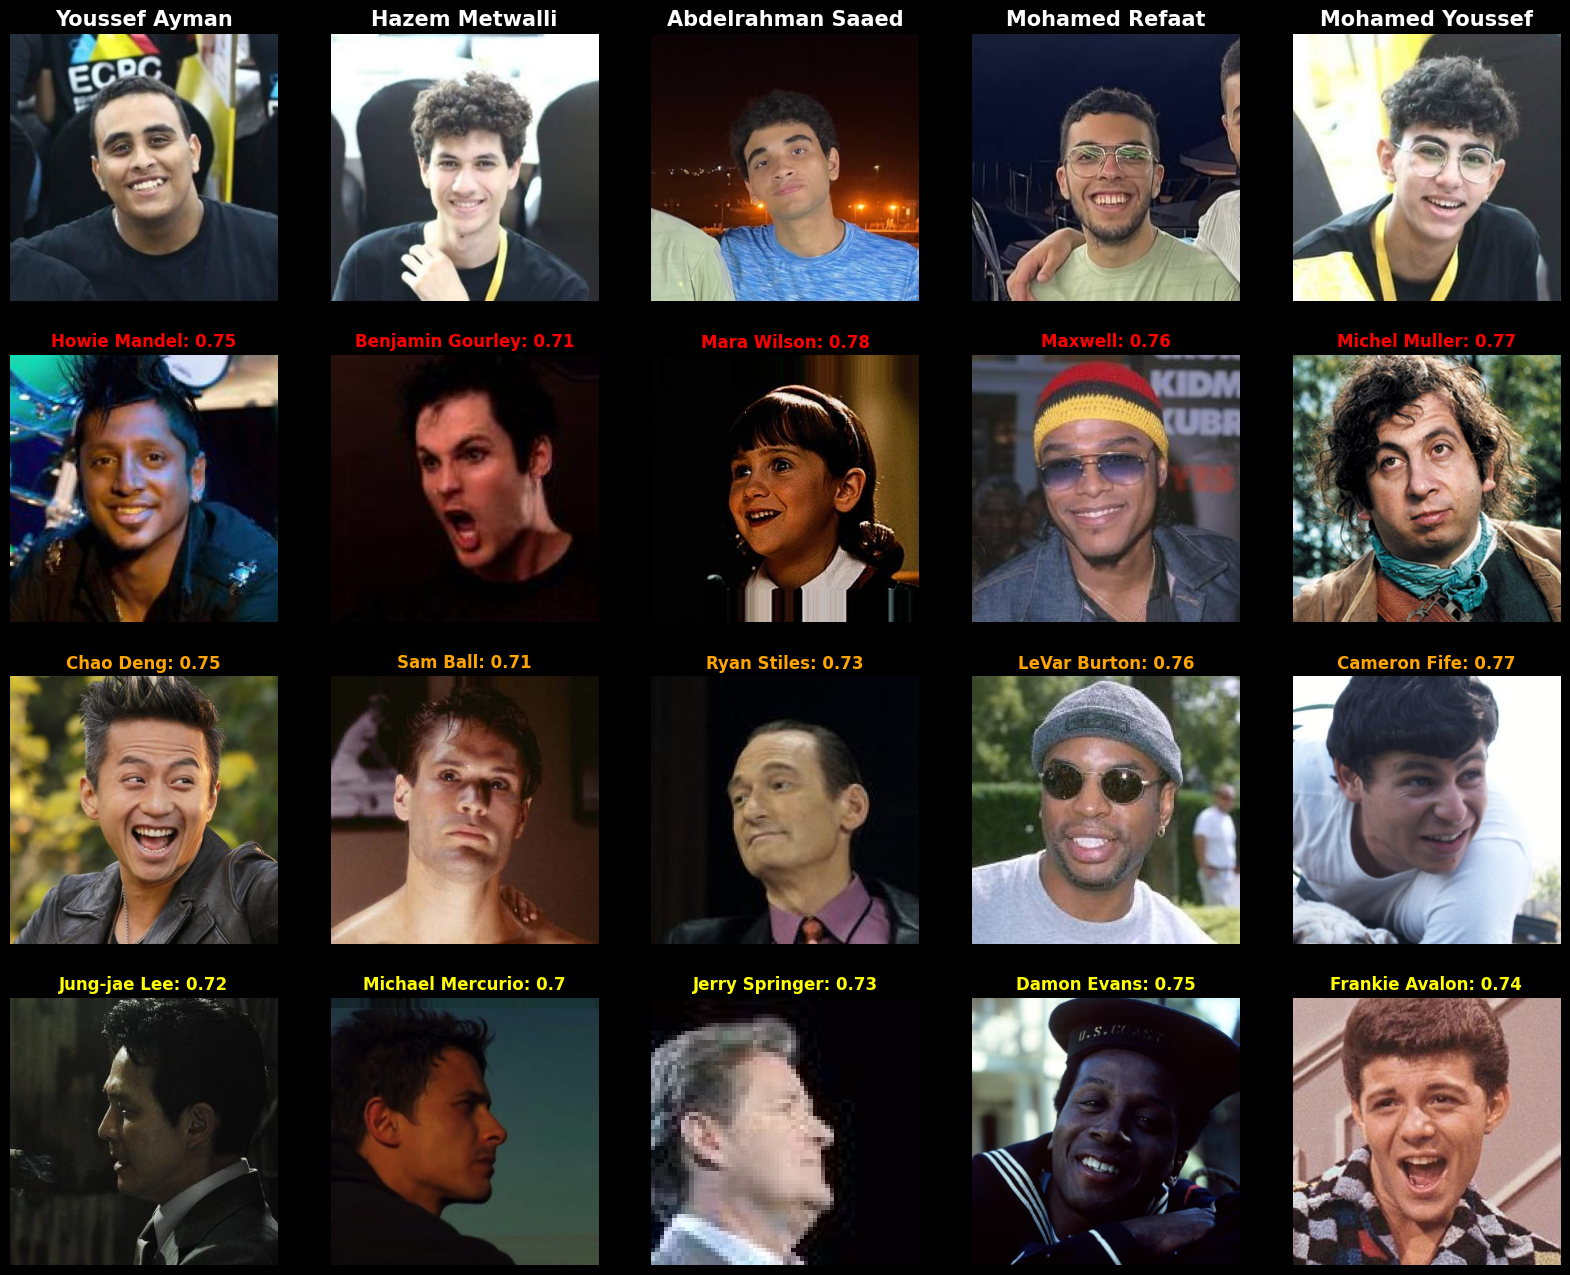 Youssef Ayman
Hazem Metwalli
Abdelrahman Saaed
Mohamed Refaat
Mohamed Youssef
ECPC
Howie Mandel: 0.75
Benjamin Gourley: 0.71
Mara Wilson: 0.78
Maxwell: 0.76
Michel Muller: 0.77
KIDM
KUBR
YES
Chao Deng: 0.75
Sam Ball: 0.71
Ryan Stiles: 0.73
LeVar Burton: 0.76
Cameron Fife: 0.77
Jung-jae Lee: 0.72
Michael Mercurio: 0.7
Jerry Springer: 0.73
Damon Evans: 0.75
Frankie Avalon: 0.74
U.S. COAST